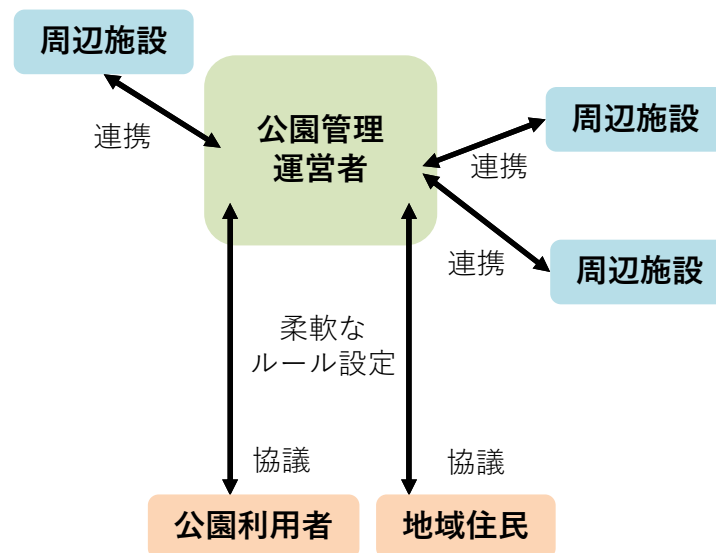 周辺施設
連携
公園管理
運営者
周辺施設
連携
周辺施設
連携
柔軟な
ルール設定
協議
協議
公園利用者
地域住民